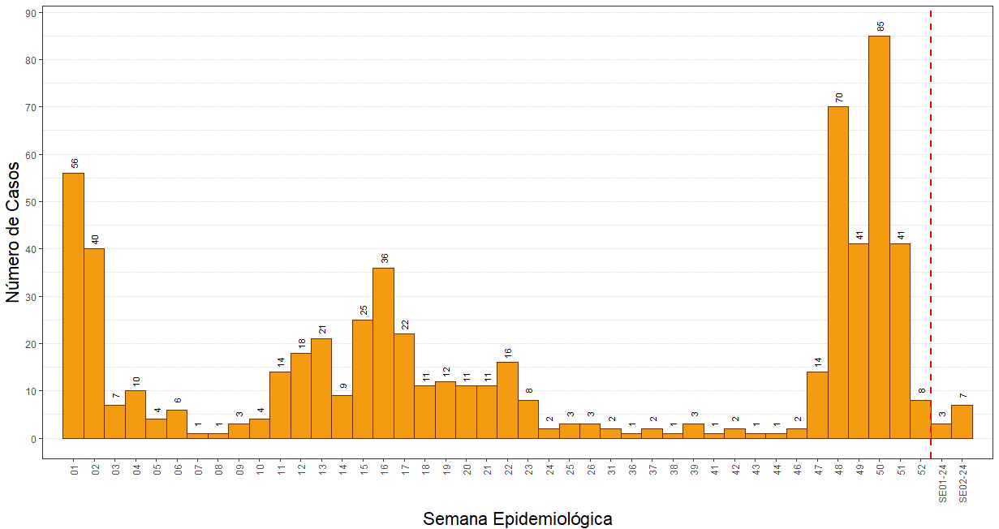 Número de Casos
90
80
70
60
50
40
30
20
10
0
56 40 7 10 4 6 1 1 3 4 14 18 21 9 25 36 22 11 12 11 11 16 8 2 3 3 2 1 2 1 3 1 2 1 1 2 14 70 41 85 41 8 3 7
01 02 03 04 05 06 07 08 09 10 11 12 13 14 15 16 17 18 19 20 21 22 23 24 25 26 31 36 37 38 39 41 42 43 44 46 47 48 49 50 51 52 SE01-24 SE02-24
Semana Epidemiológica